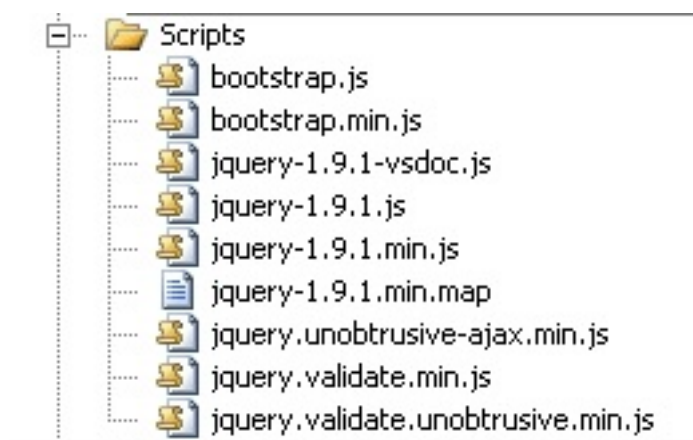 Scripts
bootstrap.js
bootstrap.min.js
jquery-1.9.1-vsdoc.js
jquery-1.9.1.js
jquery-1.9.1.min.js
jquery-1.9.1.min.map
jquery.unobtrusive-ajax.min.js
jquery.validate.min.js
jquery.validate.unobtrusive.min.js